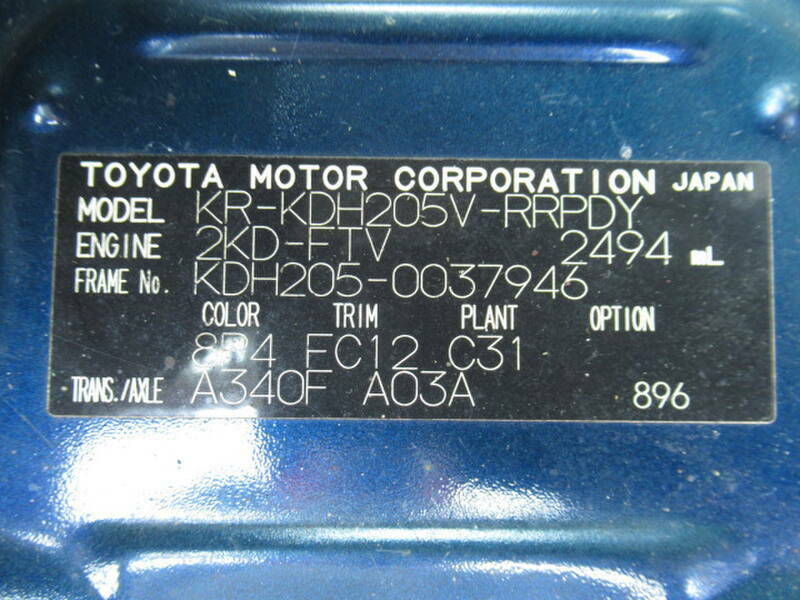 TOYOTA MOTOR CORPORATION JAPAN
MODEL KR-KDH205V-RRPDY
ENGINE 2KD-FTV 2494 mL
FRAME No. KDH205-0037946
COLOR TRIM PLANT OPTION
8P4 FC12 C31
TRANS./AXLE A340F A03A 896